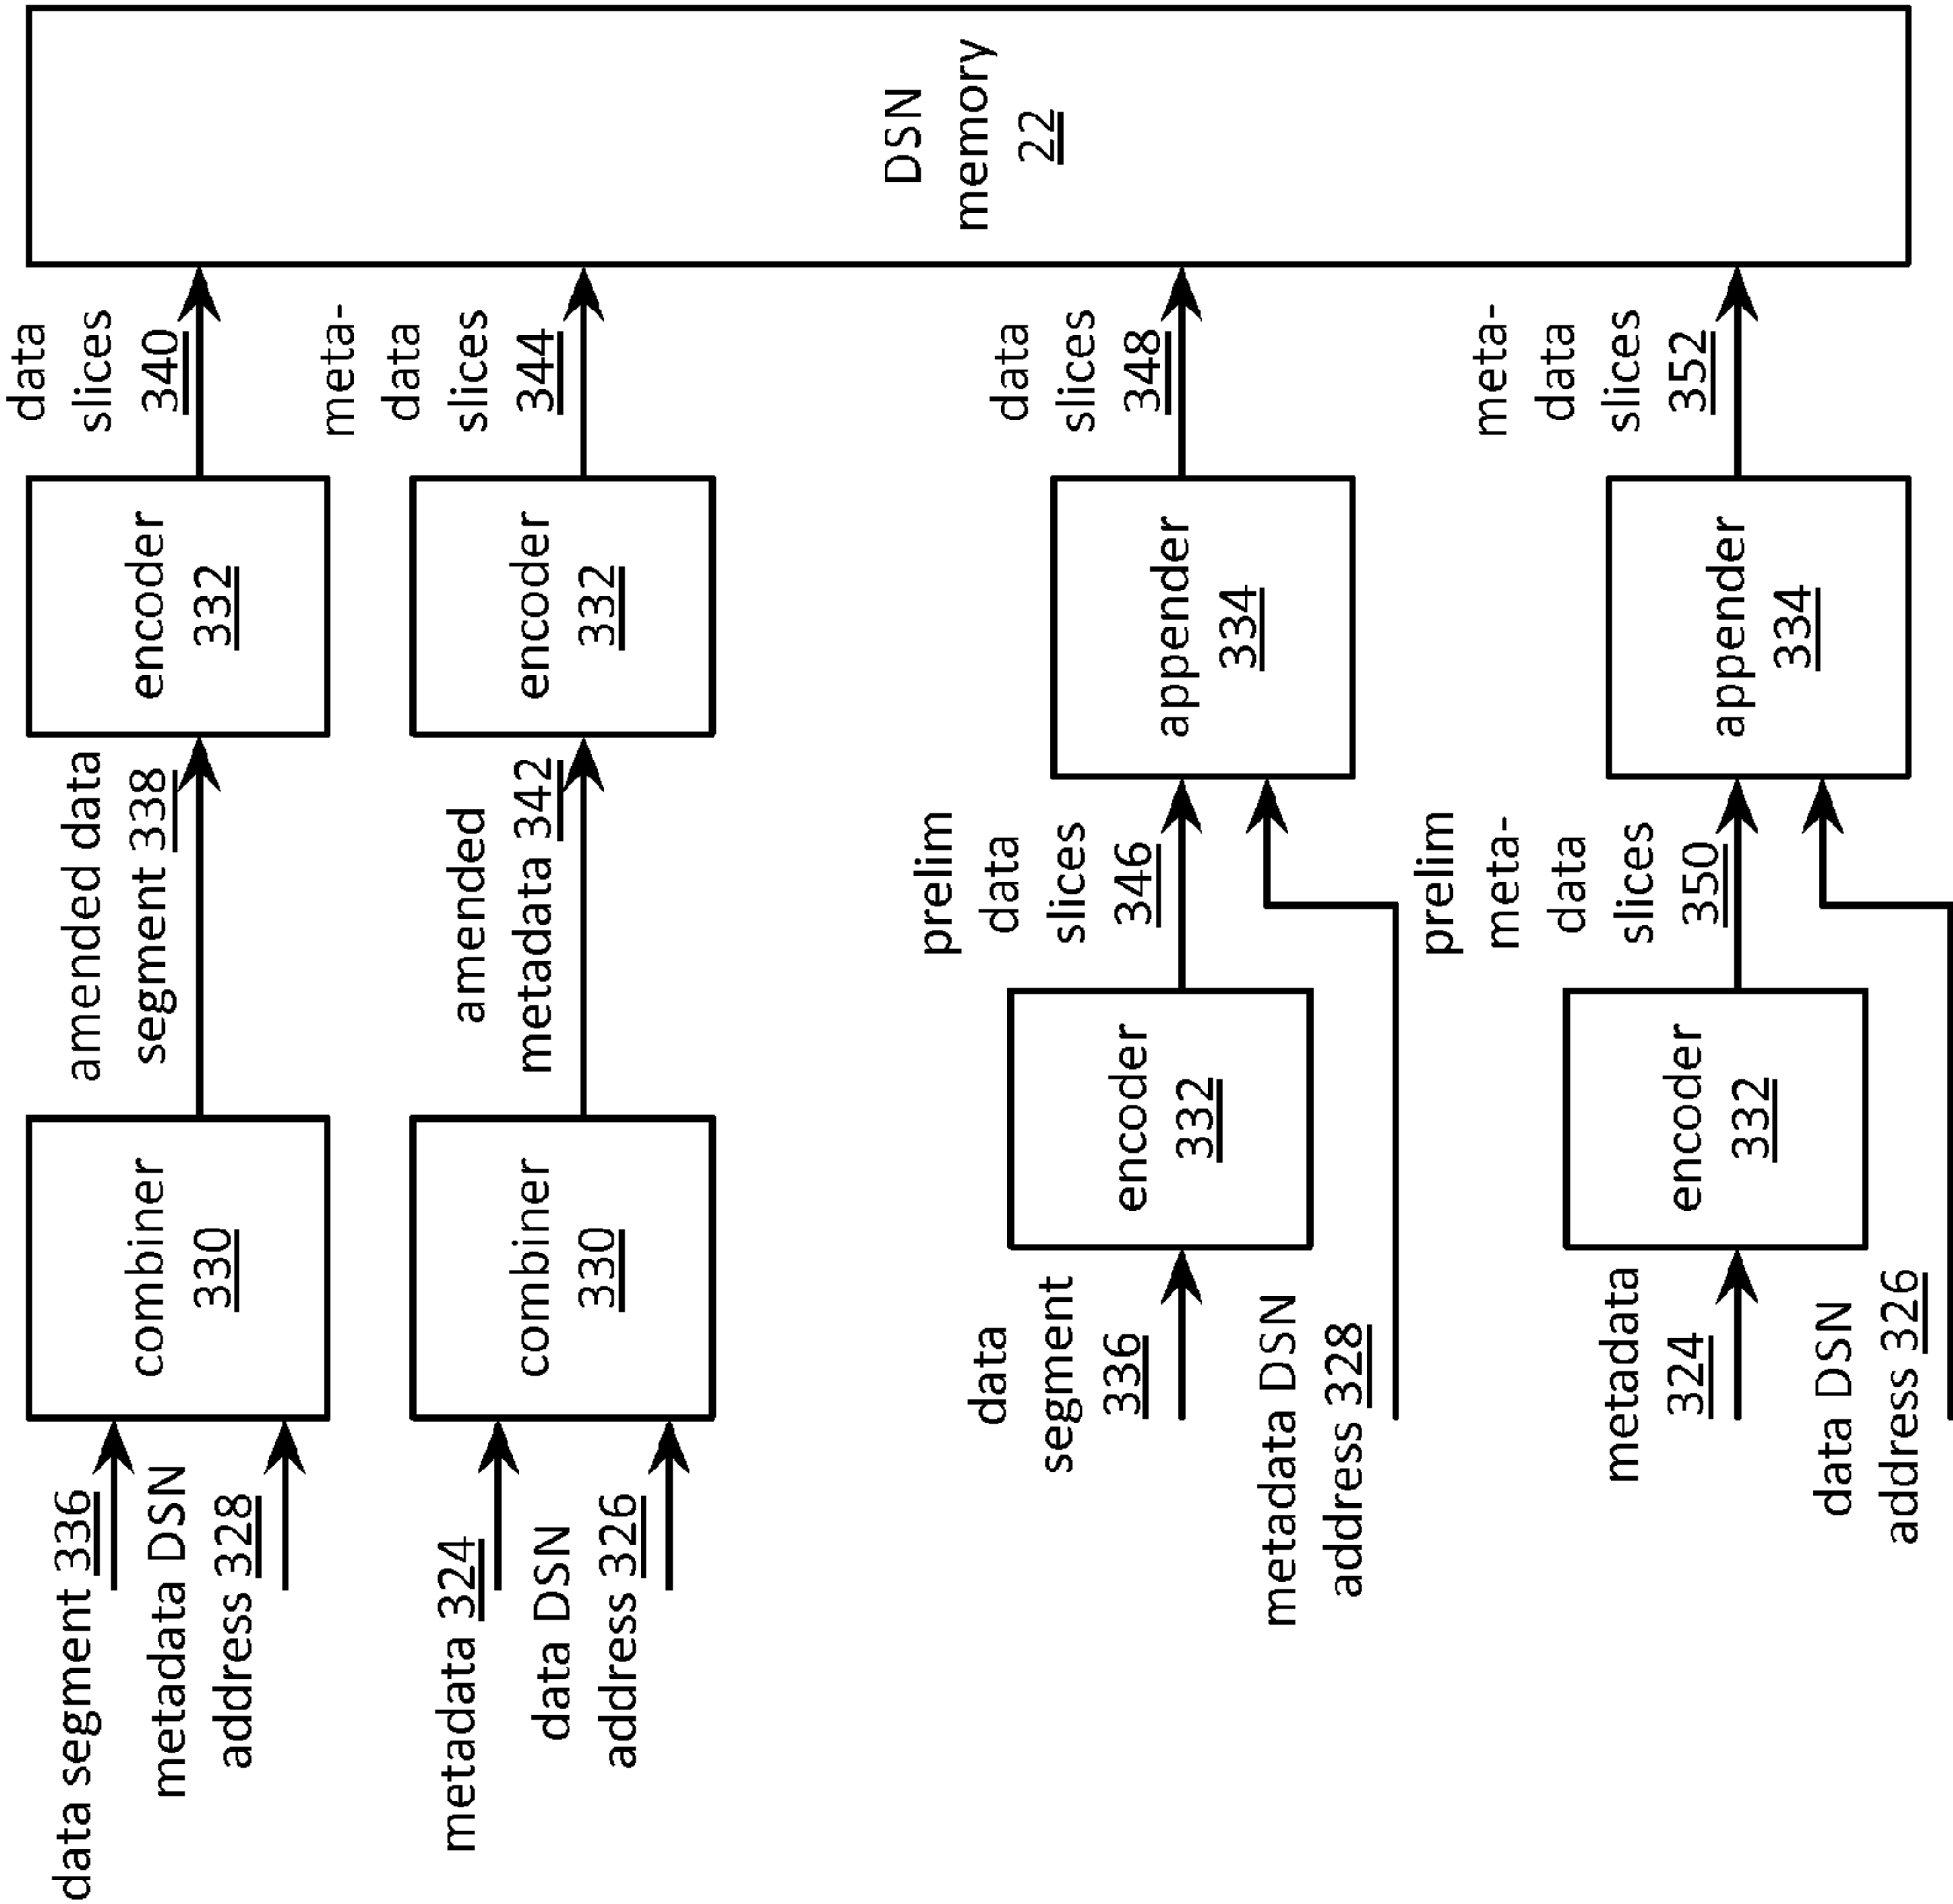 data segment 336
metadata DSN
address 328
combiner
330
amended data
segment 338
encoder
332
data
slices
340
metadata 324
data DSN
address 326
combiner
330
amended
metadata 342
encoder
332
meta-
data
slices
344
DSN
memory
22
data
segment
336
metadata DSN
address 328
encoder
332
prelim
data
slices
346
appender
334
data
slices
348
metadata
324
data DSN
address 326
encoder
332
prelim
meta-
data
slices
350
appender
334
meta-
data
slices
352